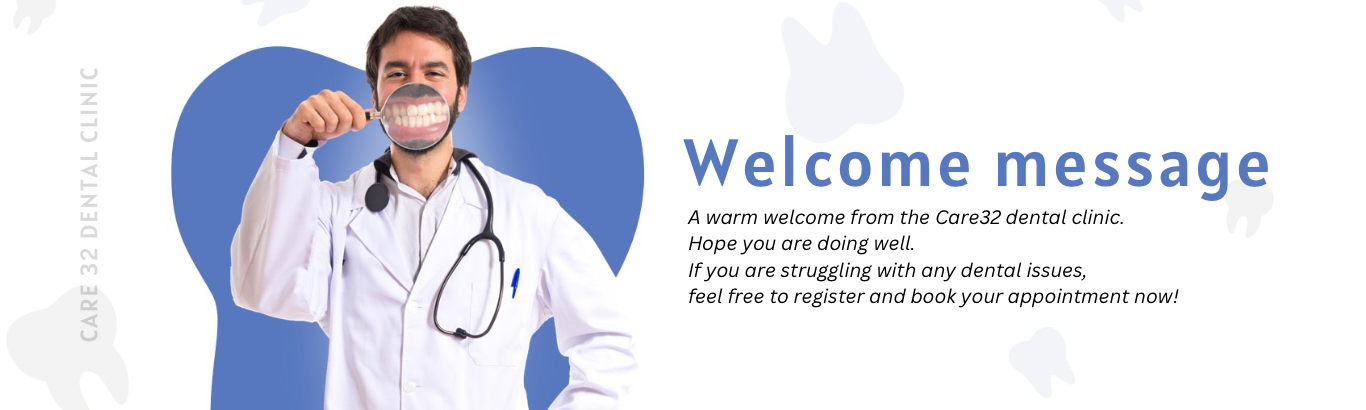 CARE 32 DENTAL CLINIC
Welcome message
A warm welcome from the Care32 dental clinic.
Hope you are doing well.
If you are struggling with any dental issues,
feel free to register and book your appointment now!